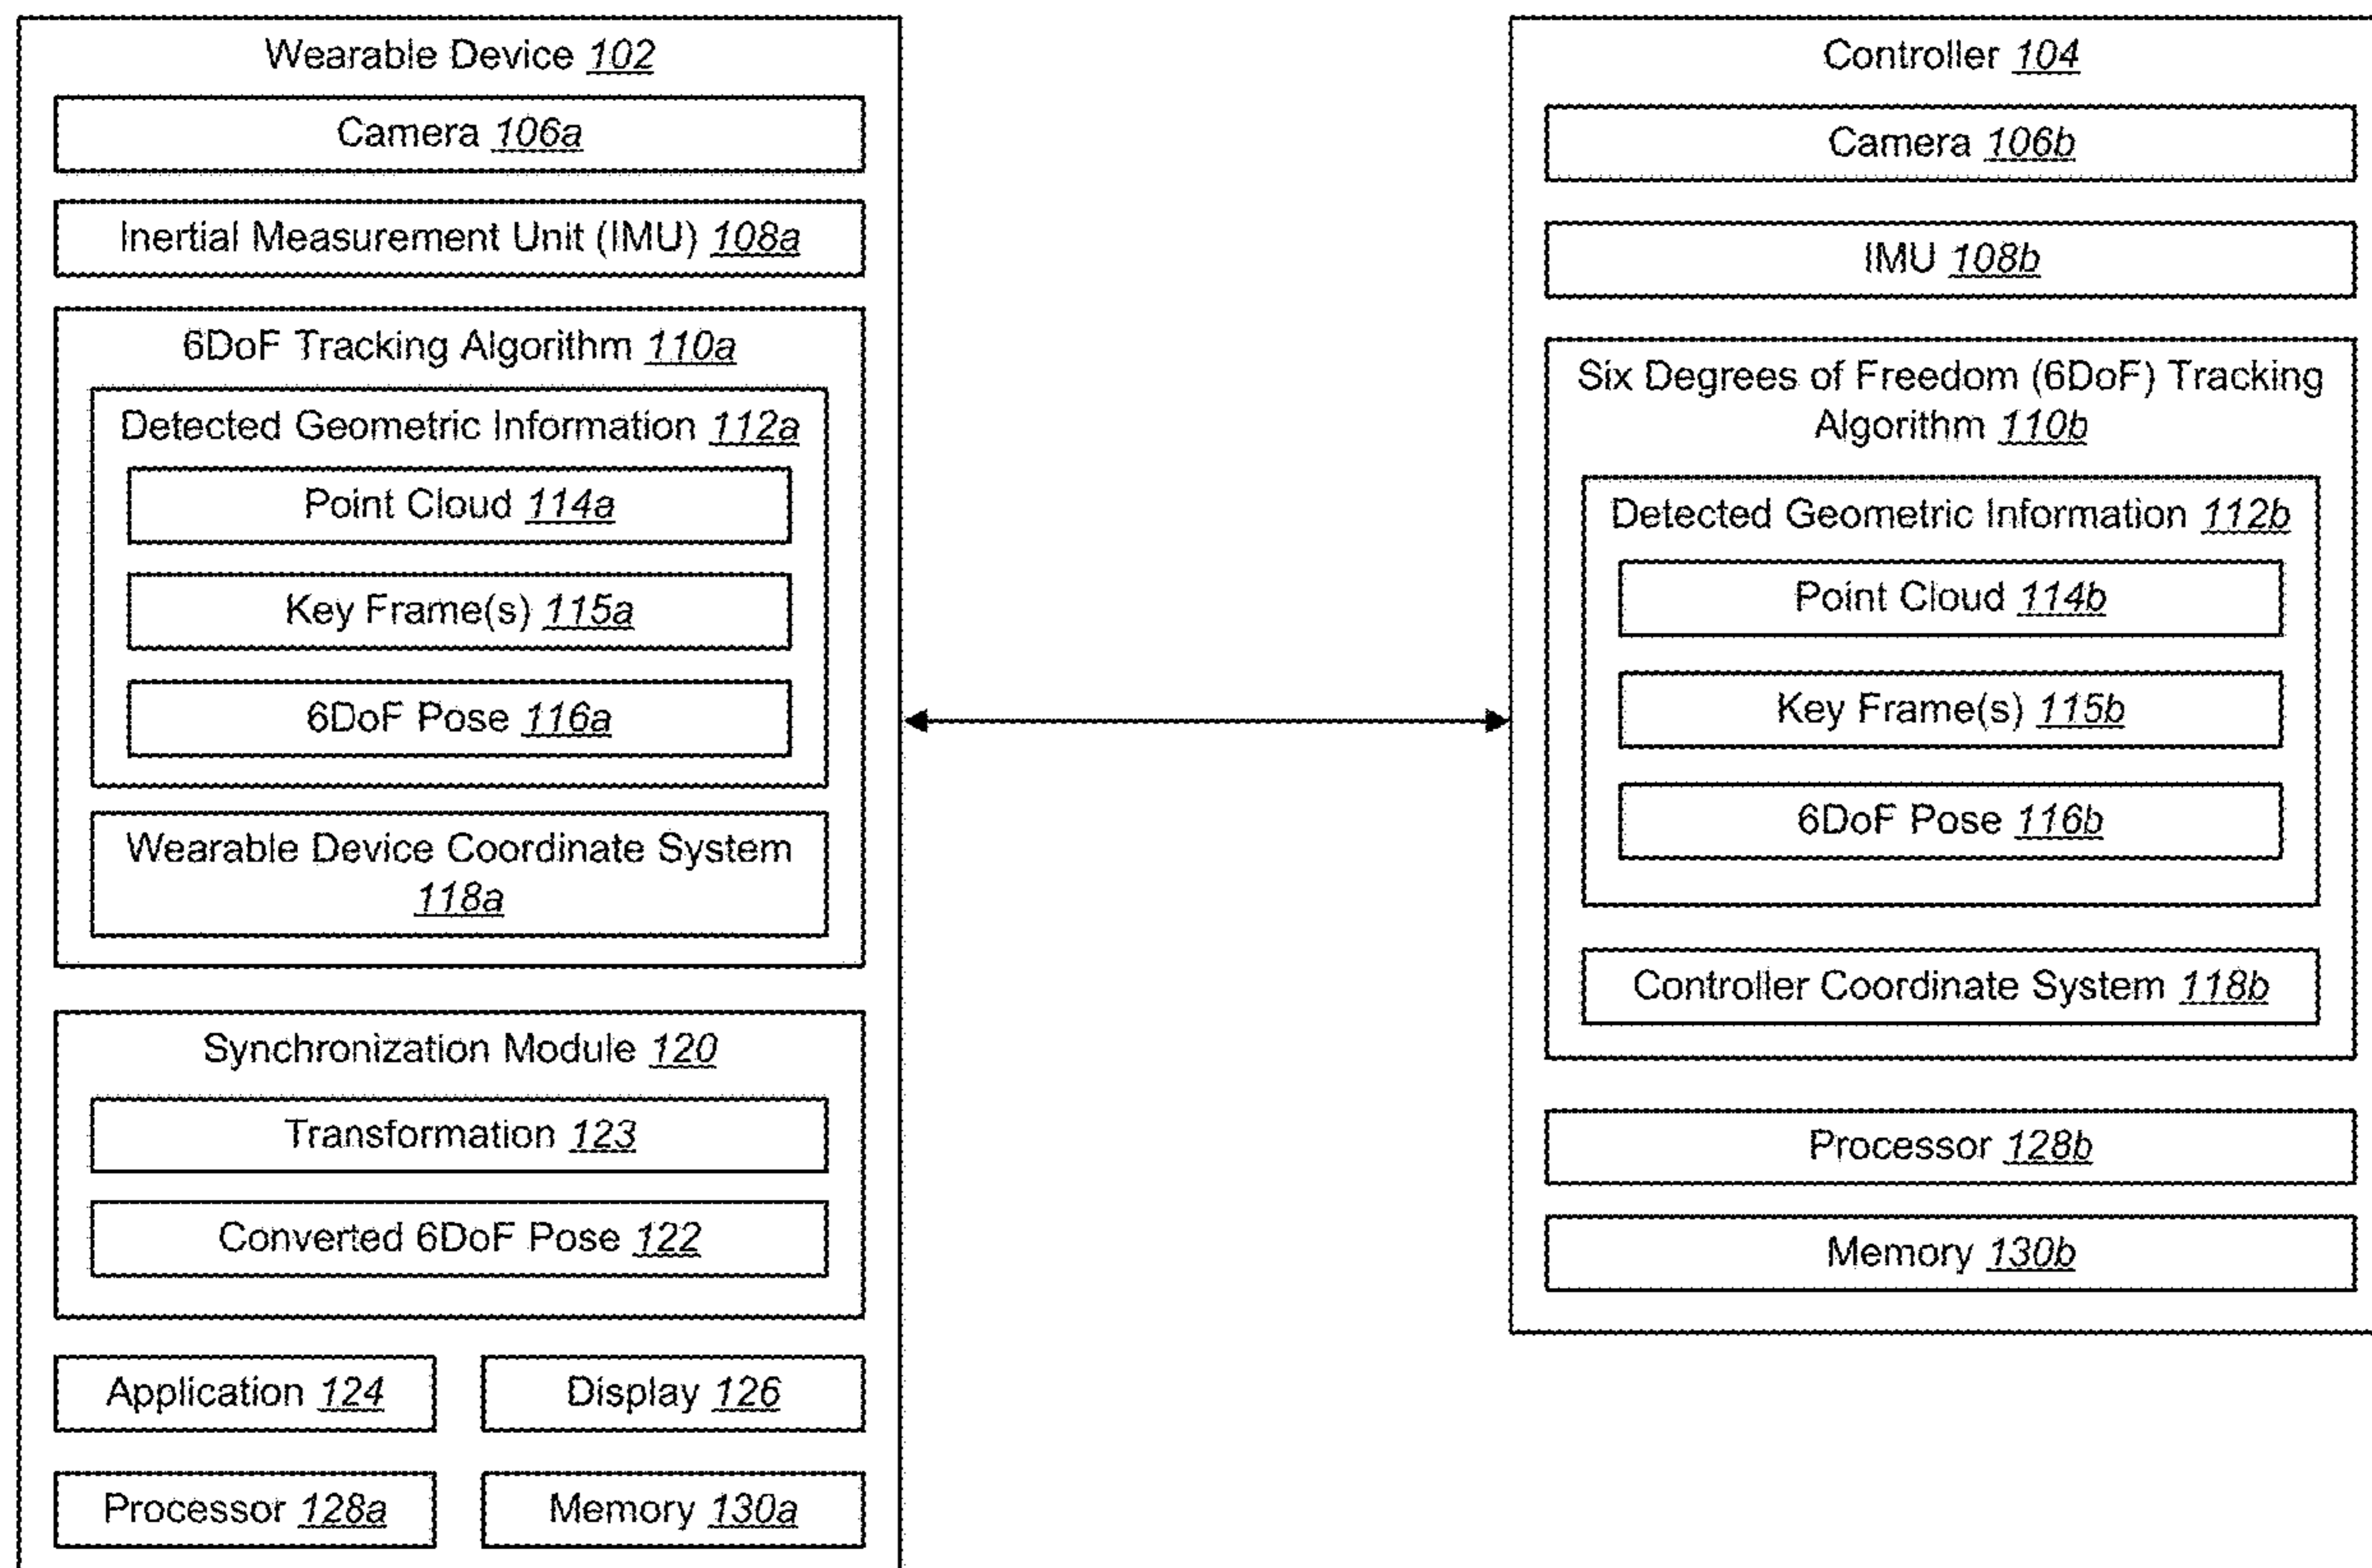 Wearable Device 102
Camera 106a
Inertial Measurement Unit (IMU) 108a
6DoF Tracking Algorithm 110a
Detected Geometric Information 112a
Point Cloud 114a
Key Frame(s) 115a
6DoF Pose 116a
Wearable Device Coordinate System
118a
Synchronization Module 120
Transformation 123
Converted 6DoF Pose 122
Application 124
Display 126
Processor 128a
Memory 130a
Controller 104
Camera 106b
IMU 108b
Six Degrees of Freedom (6DoF) Tracking
Algorithm 110b
Detected Geometric Information 112b
Point Cloud 114b
Key Frame(s) 115b
6DoF Pose 116b
Controller Coordinate System 118b
Processor 128b
Memory 130b